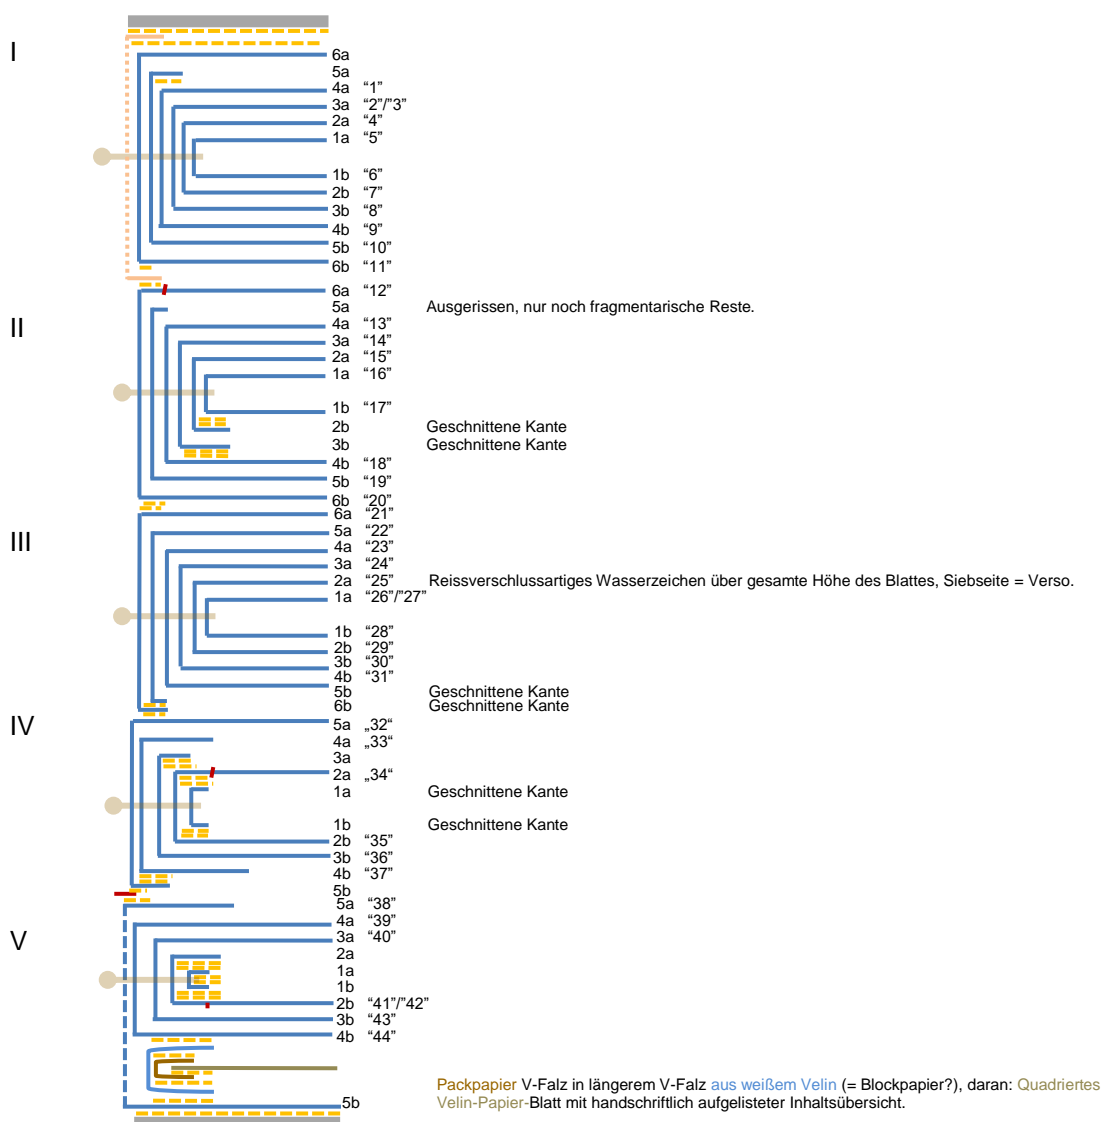 I
6a
5a
4a “1”
3a “2”/”3”
2a “4”
1a “5”
1b “6”
2b “7”
3b “8”
4b “9”
5b “10”
6b “11”
6a “12”
5a Ausgerissen, nur noch fragmentarische Reste.
II
4a “13”
3a “14”
2a “15”
1a “16”
1b “17”
2b Geschnittene Kante
3b Geschnittene Kante
4b “18”
5b “19”
6b “20”
6a “21”
5a “22”
III
4a “23”
3a “24”
2a “25” Reissverschlussartiges Wasserzeichen über gesamte Höhe des Blattes, Siebseite = Verso.
1a “26”/”27”
1b “28”
2b “29”
3b “30”
4b “31”
5b Geschnittene Kante
6b Geschnittene Kante
IV
5a „32“
4a „33“
3a
2a „34“
1a Geschnittene Kante
1b Geschnittene Kante
2b “35”
3b “36”
4b “37”
5b
5a “38”
4a “39”
V
3a “40”
2a
1a
1b
2b “41”/”42”
3b “43”
4b “44”
Packpapier V-Falz in längerem V-Falz aus weißem Velin (= Blockpapier?), daran: Quadriertes
Velin-Papier-Blatt mit handschriftlich aufgelisteter Inhaltsübersicht.
5b